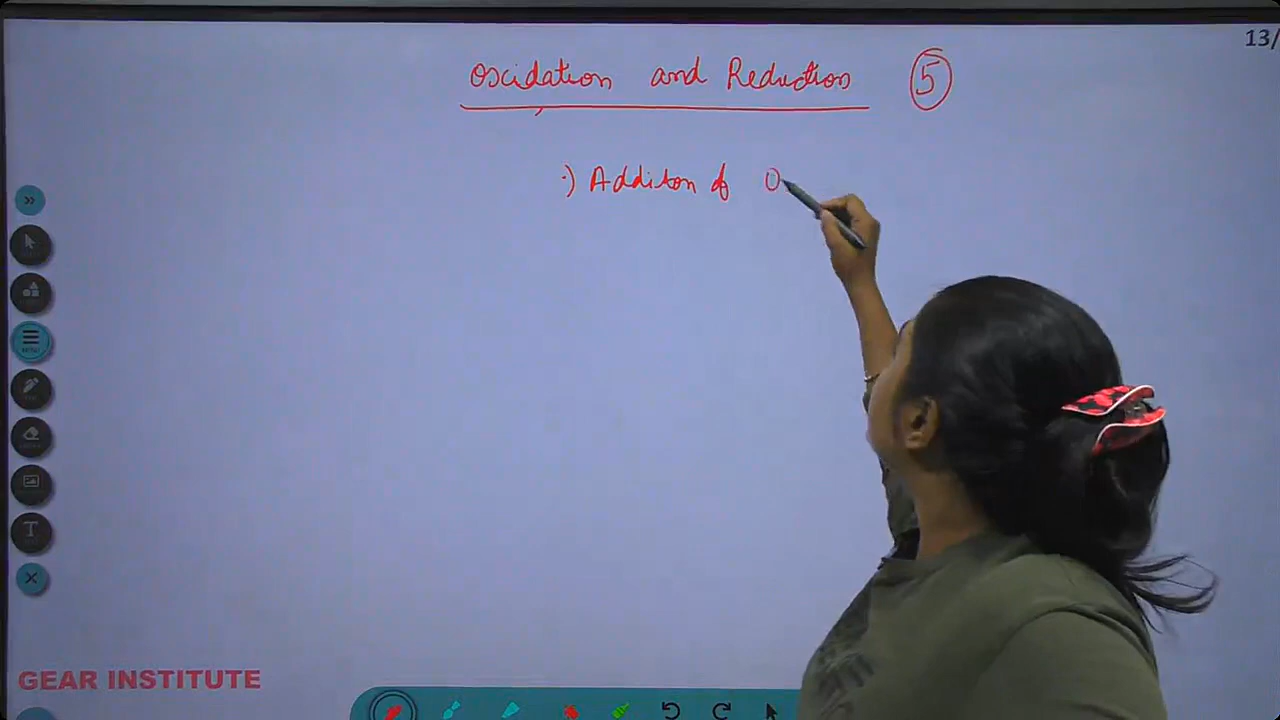 13/
Oxidation and Reduction 5
·) Additon of O
GEAR INSTITUTE